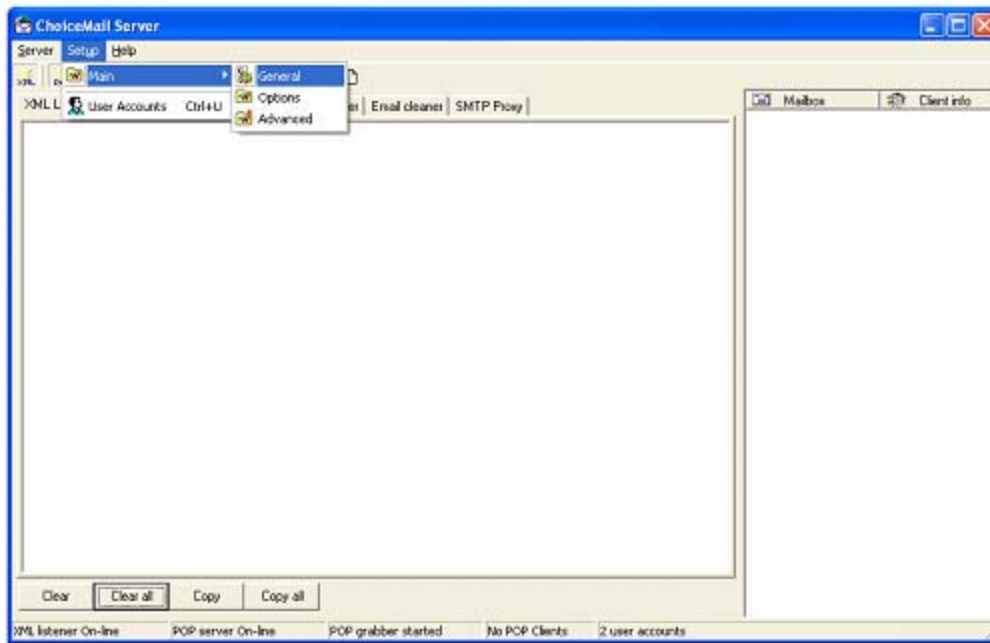 ChoiceMail Server
Server Setup Help
XML
Main General
XML L User Accounts Ctrl+U Options er Email cleaner SMTP Proxy Mailbox Client info
Advanced
Clear Clear all Copy Copy all
XML listener On-line POP server On-line POP grabber started No POP Clients 2 user accounts